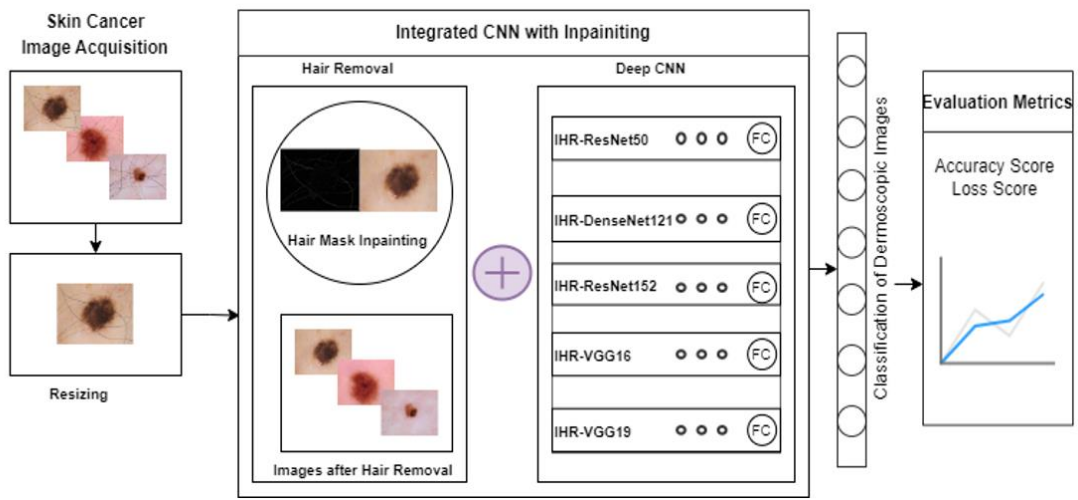 Skin Cancer
Image Acquisition
Resizing
Integrated CNN with Inpainiting
Hair Removal
Hair Mask Inpainting
Images after Hair Removal
Deep CNN
IHR-ResNet50
FC
IHR-DenseNet121
FC
IHR-ResNet152
FC
IHR-VGG16
FC
IHR-VGG19
FC
Classification of Dermoscopic Images
Evaluation Metrics
Accuracy Score
Loss Score